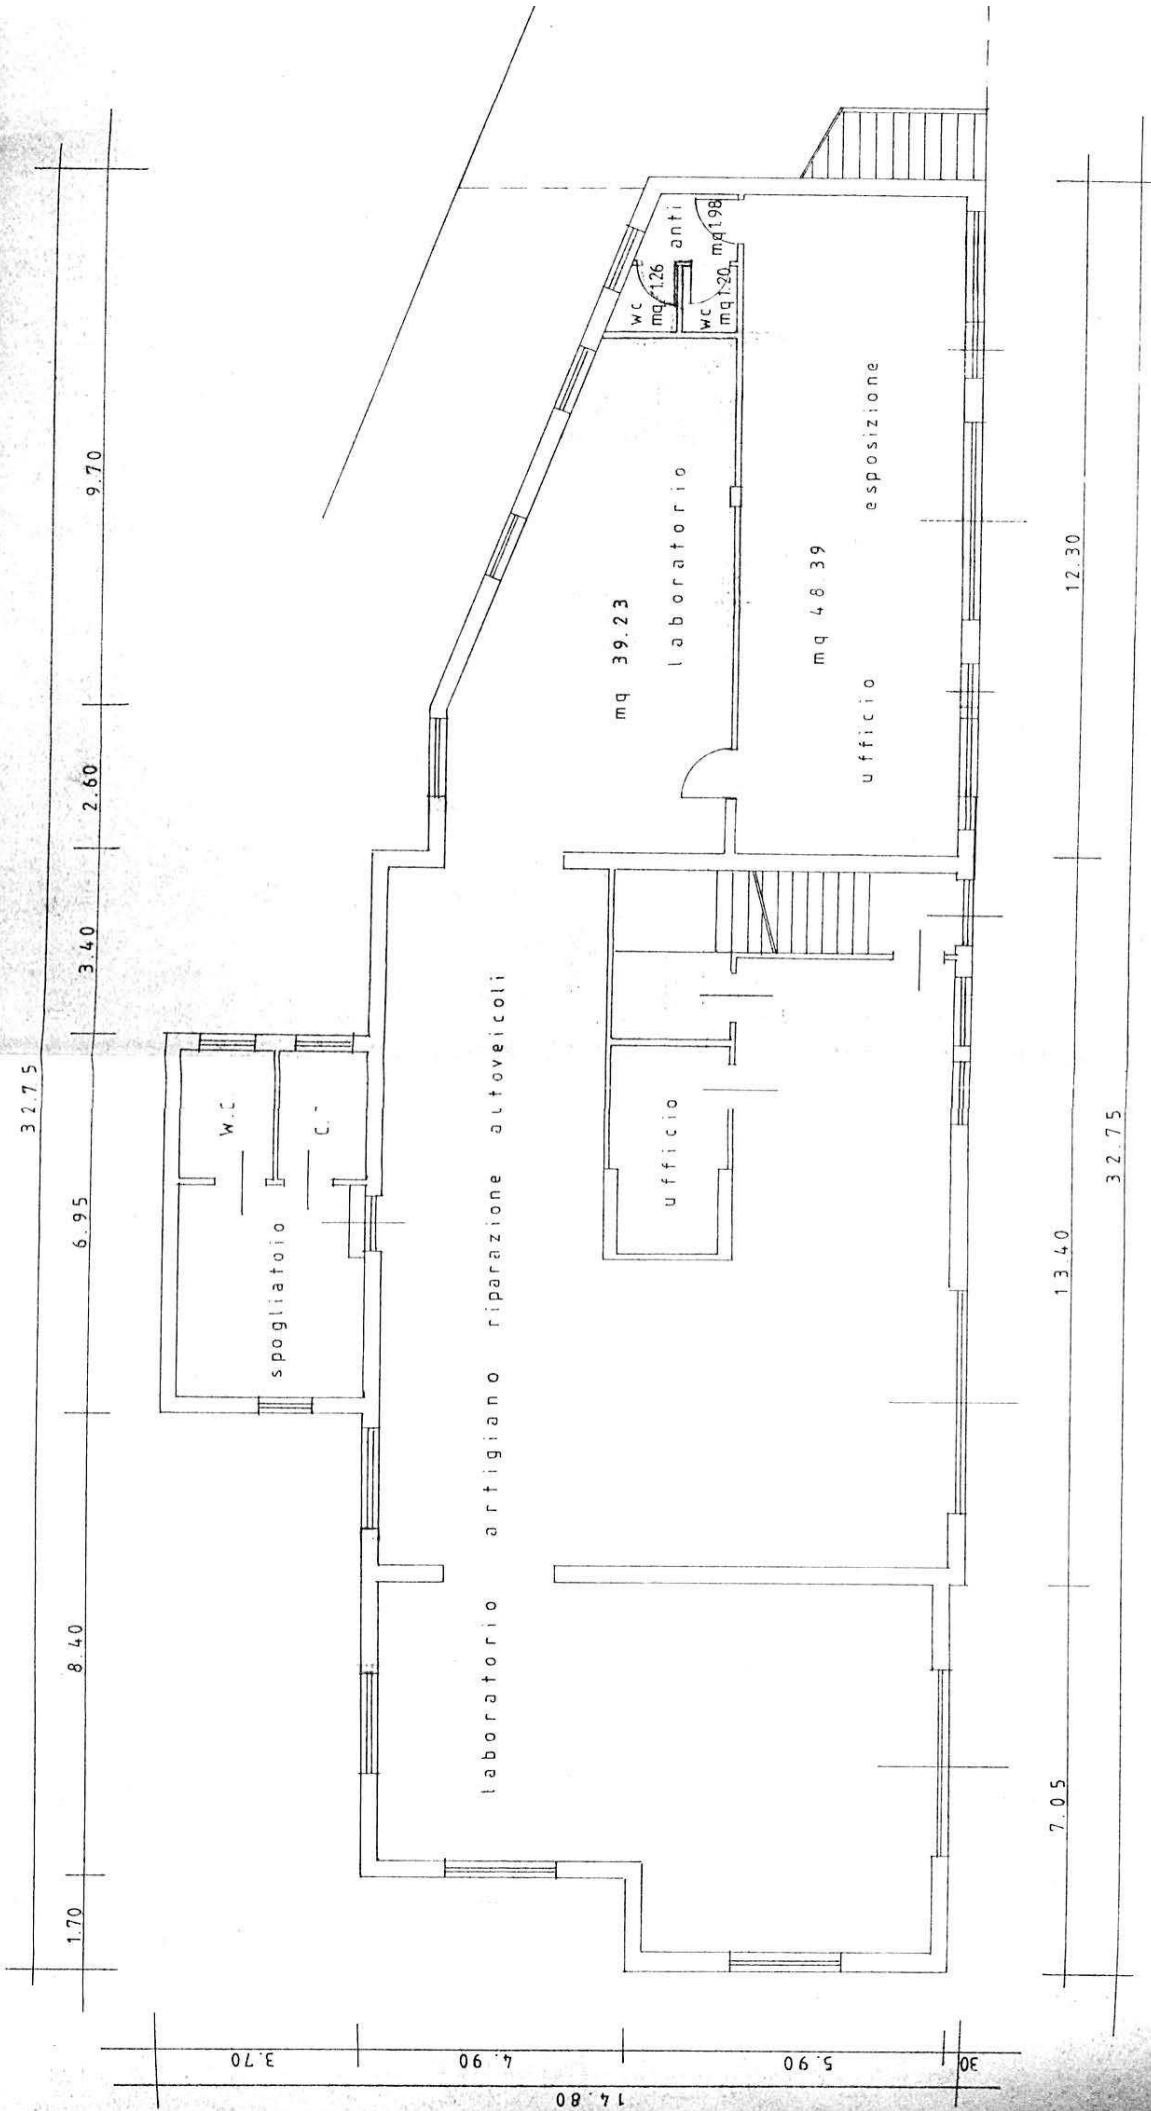 32.75
9.70
2.60
3.40
6.95
8.40
1.70
anti
mq 1.98
wc
mq 1.26
wc
mq 1.20
laboratorio
mq 39.23
esposizione
ufficio
mq 48.39
W.C.
spogliatoio
ufficio
laboratorio artigiano riparazione autoveicoli
12.30
13.40
7.05
32.75
3.70
4.90
5.90
30
14.80